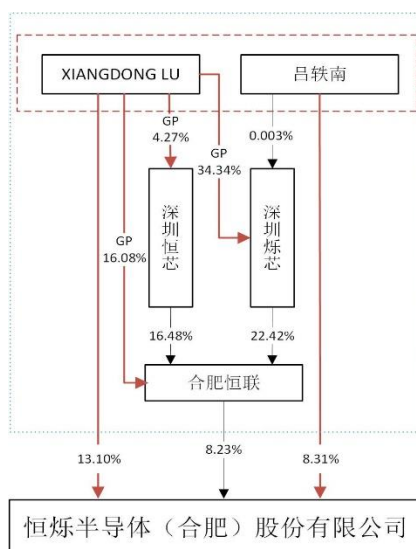 XIANGDONG LU
吕轶南
GP
4.27%
0.003%
GP
34.34%
深圳恒芯
深圳烁芯
GP
16.08%
16.48%
22.42%
合肥恒联
13.10%
8.23%
8.31%
恒烁半导体（合肥）股份有限公司